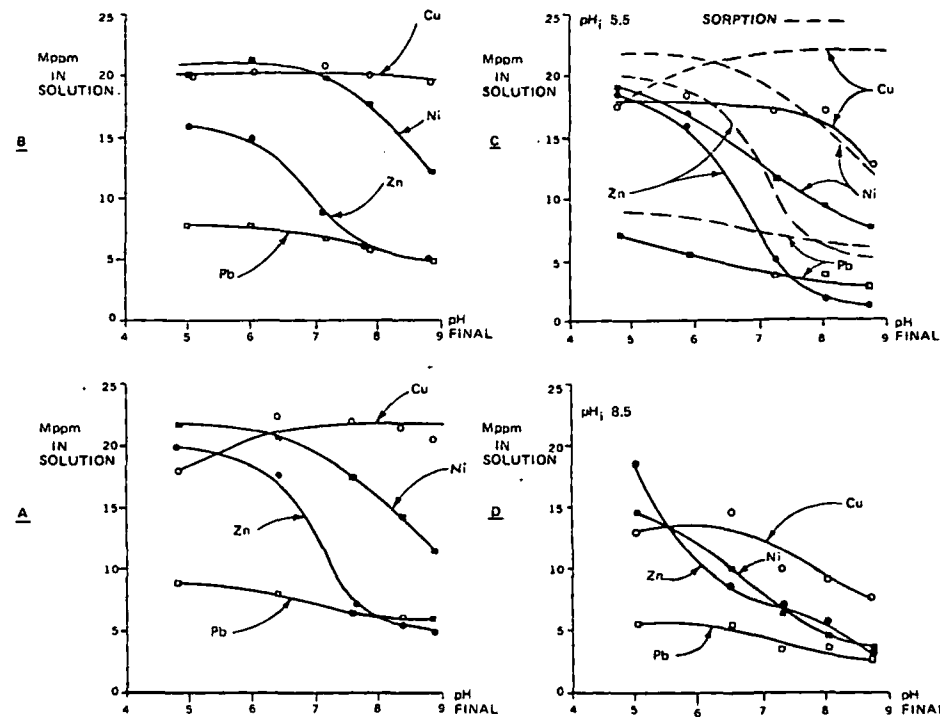 25
20
15
10
5
0
Mppm
IN
SOLUTION
B
Cu
Ni
Zn
Pb
4 5 6 7 8 9 pH
FINAL
25
20
15
10
5
0
pHi 5.5
SORPTION
Mppm
IN
SOLUTION
C
Cu
Ni
Zn
Pb
4 5 6 7 8 9 pH
FINAL
25
20
15
10
5
0
Mppm
IN
SOLUTION
A
Cu
Ni
Zn
Pb
4 5 6 7 8 9 pH
FINAL
25
20
15
10
5
0
pHi 8.5
Mppm
IN
SOLUTION
D
Cu
Ni
Zn
Pb
4 5 6 7 8 9 pH
FINAL